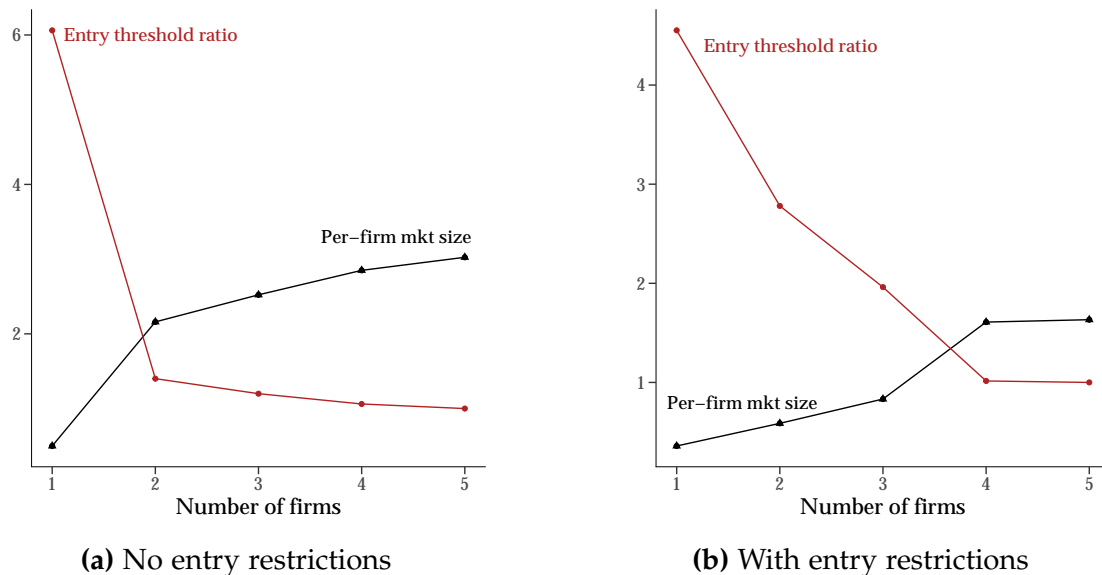 6
4
2
Entry threshold ratio
Per–firm mkt size
1 2 3 4 5
Number of firms
(a) No entry restrictions
4
3
2
1
Entry threshold ratio
Per–firm mkt size
1 2 3 4 5
Number of firms
(b) With entry restrictions